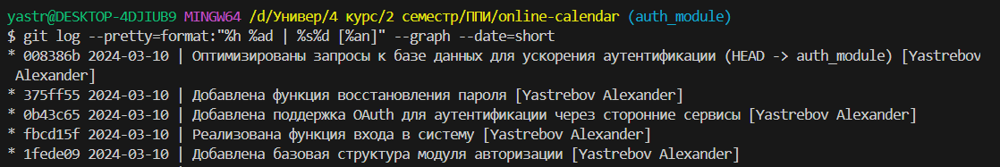 yastr@DESKTOP-4DJIUB9 MINGW64 /d/Универ/4 курс/2 семестр/ППИ/online-calendar (auth_module)
$ git log --pretty=format:"%h %ad | %s%d [%an]" --graph --date=short
* 008386b 2024-03-10 | Оптимизированы запросы к базе данных для ускорения аутентификации (HEAD -> auth_module) [Yastrebov
Alexander]
* 375ff55 2024-03-10 | Добавлена функция восстановления пароля [Yastrebov Alexander]
* 0b43c65 2024-03-10 | Добавлена поддержка OAuth для аутентификации через сторонние сервисы [Yastrebov Alexander]
* fbcd15f 2024-03-10 | Реализована функция входа в систему [Yastrebov Alexander]
* 1fede09 2024-03-10 | Добавлена базовая структура модуля авторизации [Yastrebov Alexander]